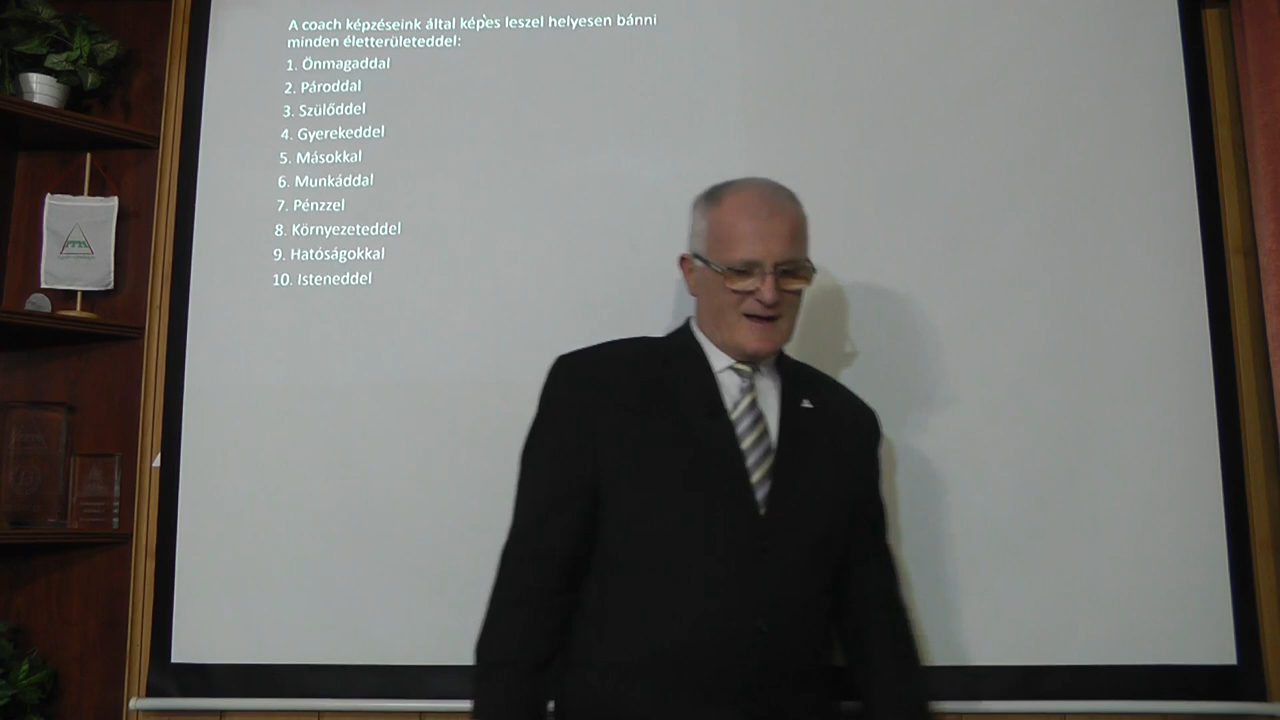 A coach képzéseink által képes leszel helyesen bánni
minden életterületeddel:
1. Önmagaddal
2. Pároddal
3. Szülőddel
4. Gyerekeddel
5. Másokkal
6. Munkáddal
7. Pénzzel
8. Környezeteddel
9. Hatóságokkal
10. Isteneddel